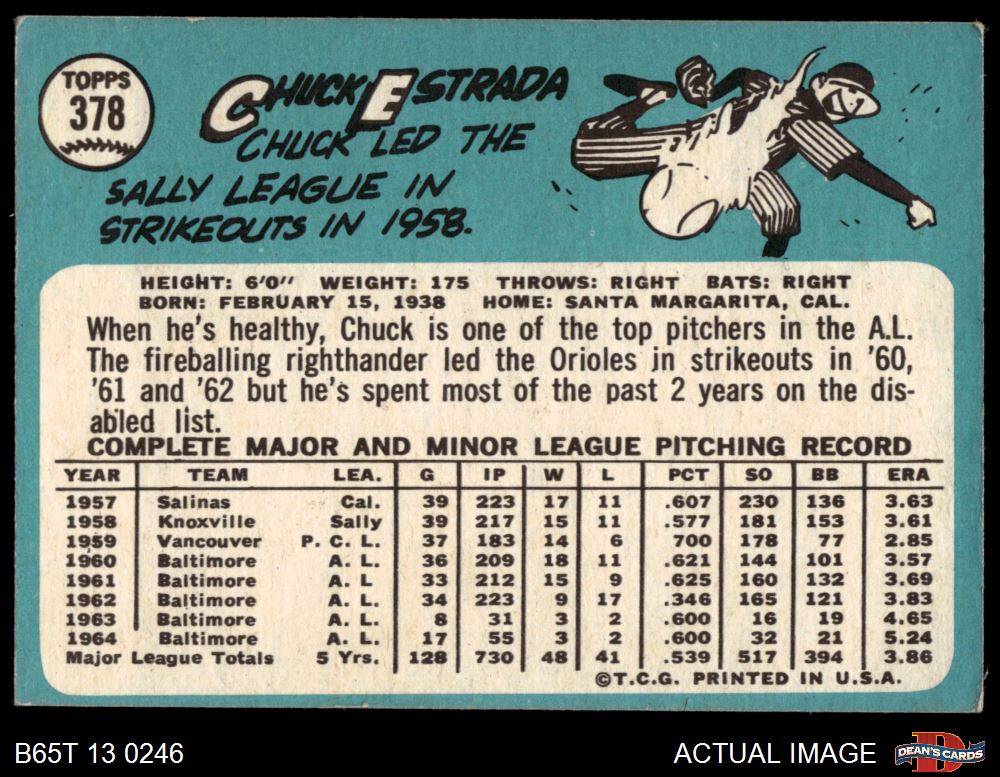 TOPPS
378
CHUCK ESTRADA
CHUCK LED THE
SALLY LEAGUE IN
STRIKEOUTS IN 1958.
HEIGHT: 6'0" WEIGHT: 175 THROWS: RIGHT BATS: RIGHT
BORN: FEBRUARY 15, 1938 HOME: SANTA MARGARITA, CAL.
When he's healthy, Chuck is one of the top pitchers in the A.L.
The fireballing righthander led the Orioles in strikeouts in '60,
'61 and '62 but he's spent most of the past 2 years on the dis-
abled list.
COMPLETE MAJOR AND MINOR LEAGUE PITCHING RECORD
YEAR TEAM LEA. G IP W L PCT SO BB ERA
1957 Salinas Cal. 39 223 17 11 .607 230 136 3.63
1958 Knoxville Sally 39 217 15 11 .577 181 153 3.61
1959 Vancouver P. C. L. 37 183 14 6 700 178 77 2.85
1960 Baltimore A. L. 36 209 18 11 .621 144 101 3.57
1961 Baltimore A. L 33 212 15 9 .625 160 132 3.69
1962 Baltimore A. L. 34 223 9 17 .346 165 121 3.83
1963 Baltimore A. L. 8 31 3 2 .600 16 19 4.65
1964 Baltimore A. L. 17 55 3 2 .600 32 21 5.24
Major League Totals 5 Yrs. 128 730 48 41 .539 517 394 3.86
©T.C.G. PRINTED IN U.S.A.
B65T 13 0246
ACTUAL IMAGE
D
DEAN'S CARDS